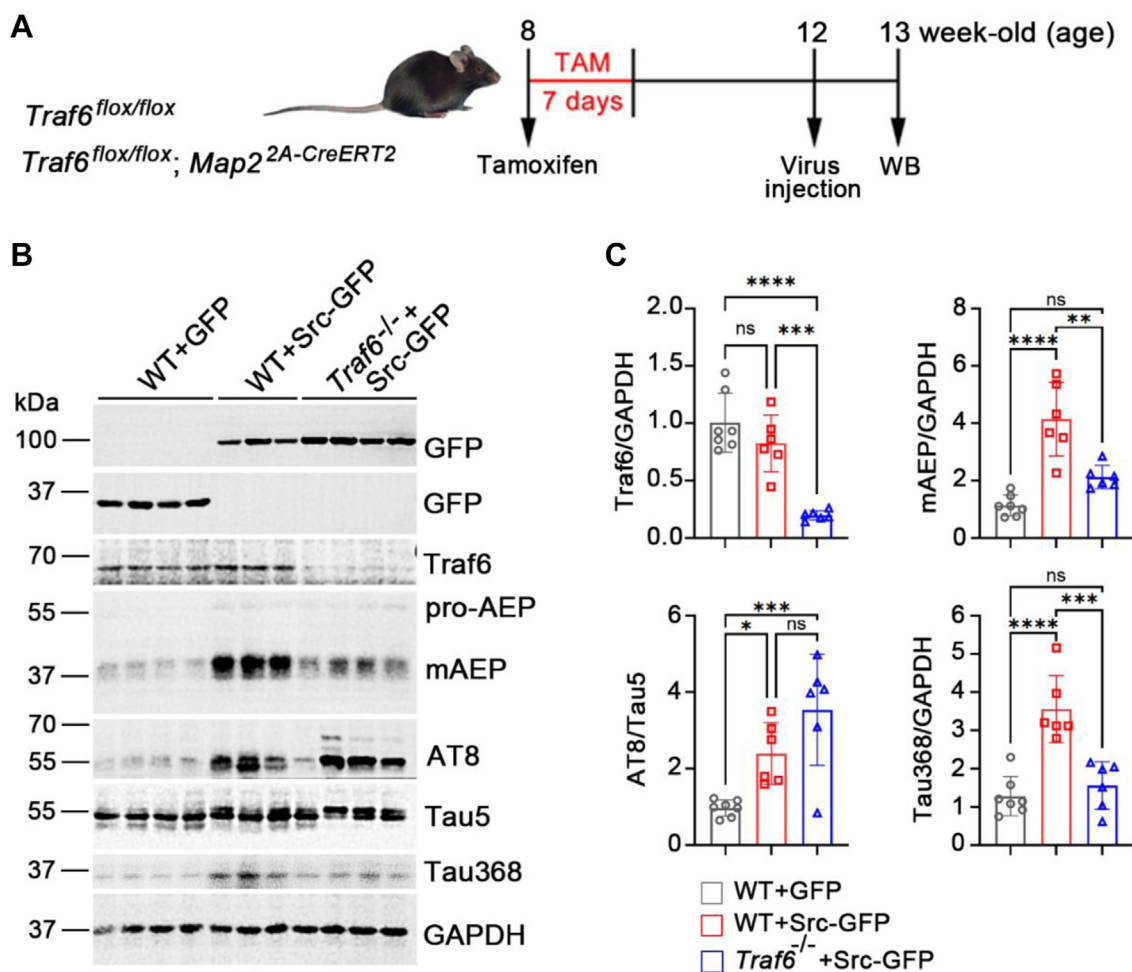 A
8
12
13 week-old (age)
TAM
7 days
Traf6flox/flox
Traf6flox/flox; Map22A-CreERT2
Tamoxifen
Virus
injection
WB
B
WT+GFP
WT+Src-GFP
Traf6-/- +
Src-GFP
kDa
100
GFP
37
GFP
70
Traf6
pro-AEP
55
mAEP
37
70
AT8
55
55
Tau5
37
Tau368
37
GAPDH
C
Traf6/GAPDH
2.0
1.5
1.0
0.5
0.0
****
ns
***
mAEP/GAPDH
8
6
4
2
0
ns
****
**
AT8/Tau5
6
4
2
0
***
*
ns
Tau368/GAPDH
6
5
4
3
2
1
0
ns
****
***
WT+GFP
WT+Src-GFP
Traf6-/- +Src-GFP